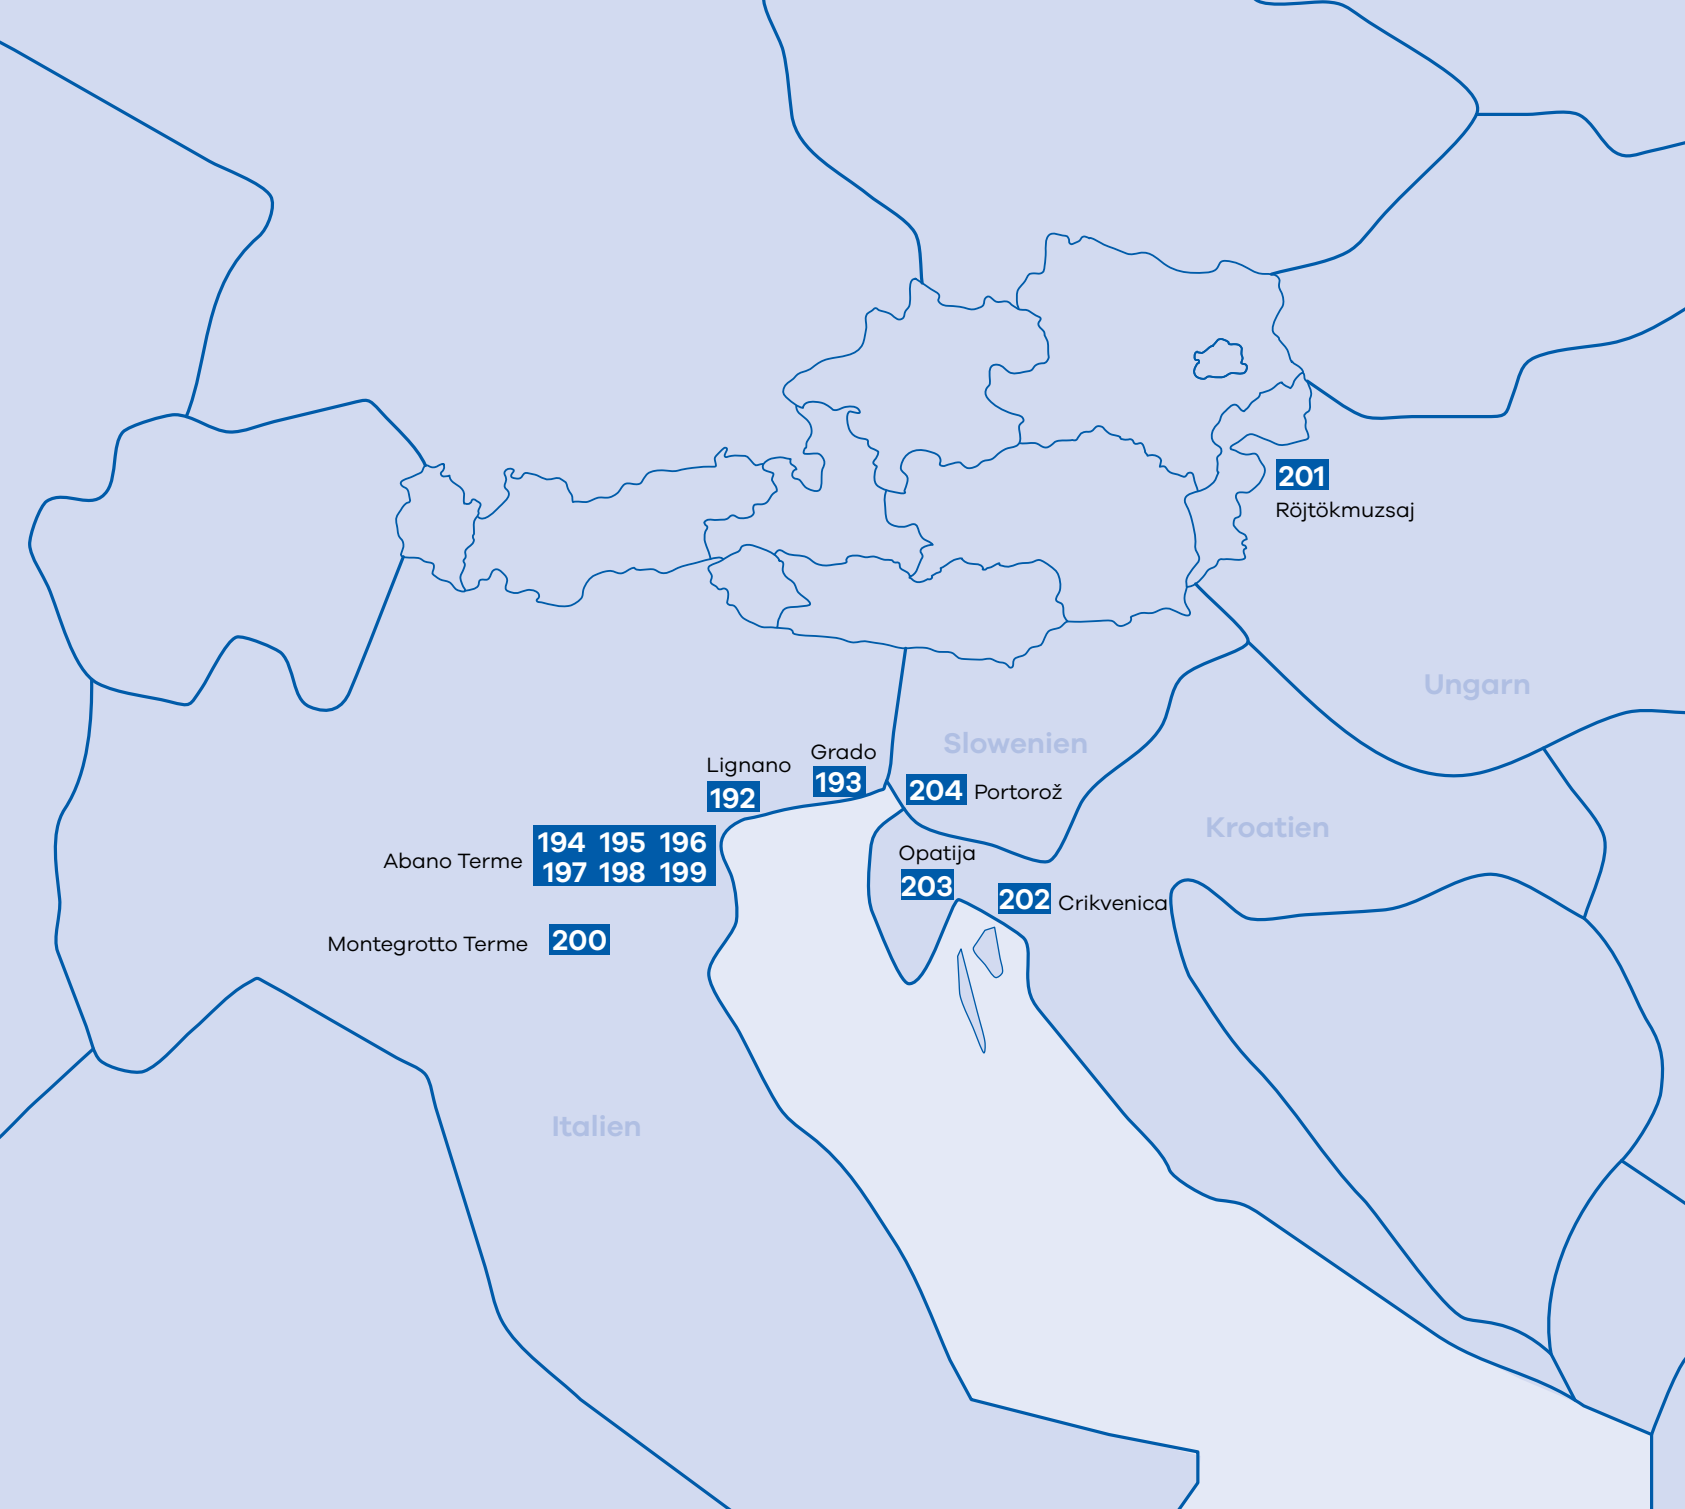 201
Röjtökmuzsaj
Ungarn
Slowenien
Grado
193
Lignano
192
204 Portorož
Kroatien
Abano Terme
194 195 196
197 198 199
Opatija
203
202 Crikvenica
Montegrotto Terme 200
Italien